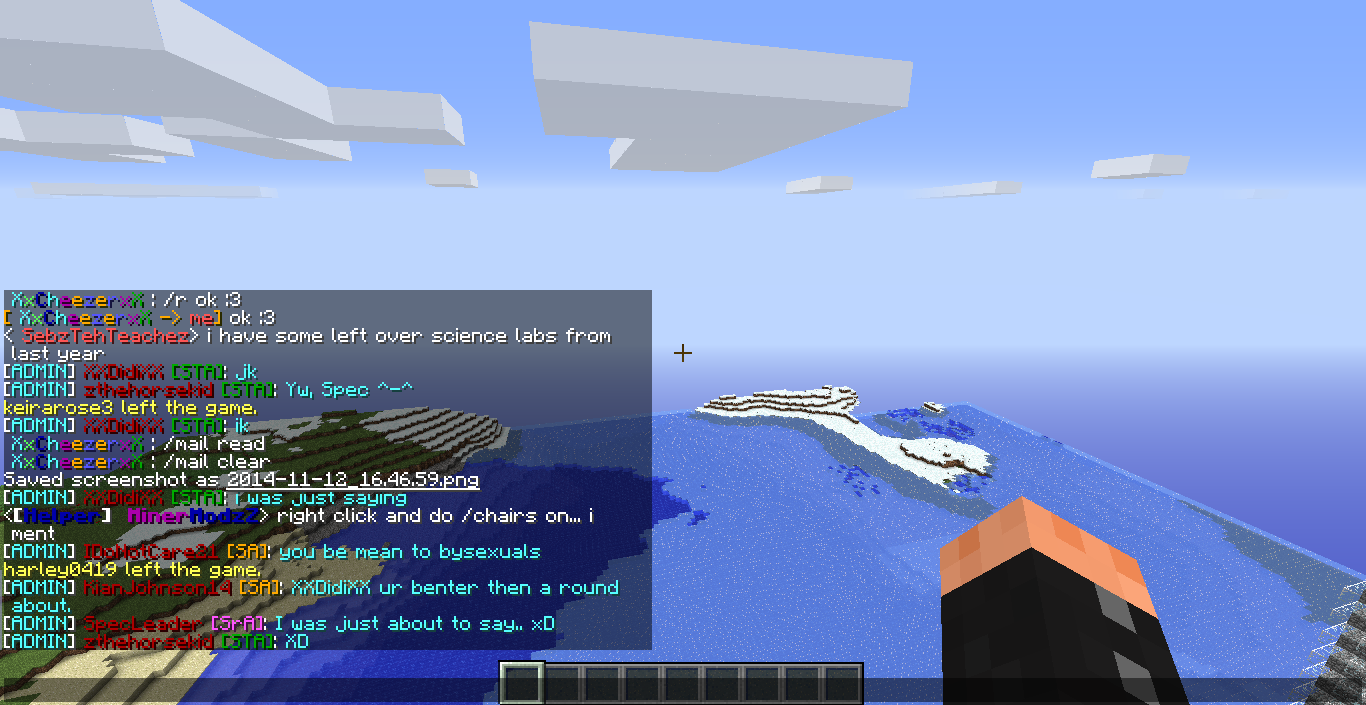 XxCheezerxX : /r ok :3
[ XxCheezerxX -> me] ok :3
< SebzTehTeachez> i have some left over science labs from
last year
[ADMIN] XXDidiXX [STA]: jk
[ADMIN] zthehorsekid [STA]: Yw, Spec ^-^
keirarose3 left the game.
[ADMIN] XXDidiXX [STA]: ik
XxCheezerxX : /mail read
XxCheezerxX : /mail clear
Saved screenshot as 2014-11-12_16.46.59.png
[ADMIN] XXDidiXX [STA]: i was just saying
<[Helper] MinerModzZ> right click and do /chairs on... i
ment
[ADMIN] IDoNotCare21 [SA]: you be mean to bysexuals
harley0419 left the game.
[ADMIN] KianJohnson14 [SA]: XXDidiXX ur benter then a round
about.
[ADMIN] SpecLeader [SrA]: I was just about to say.. xD
[ADMIN] zthehorsekid [STA]: XD